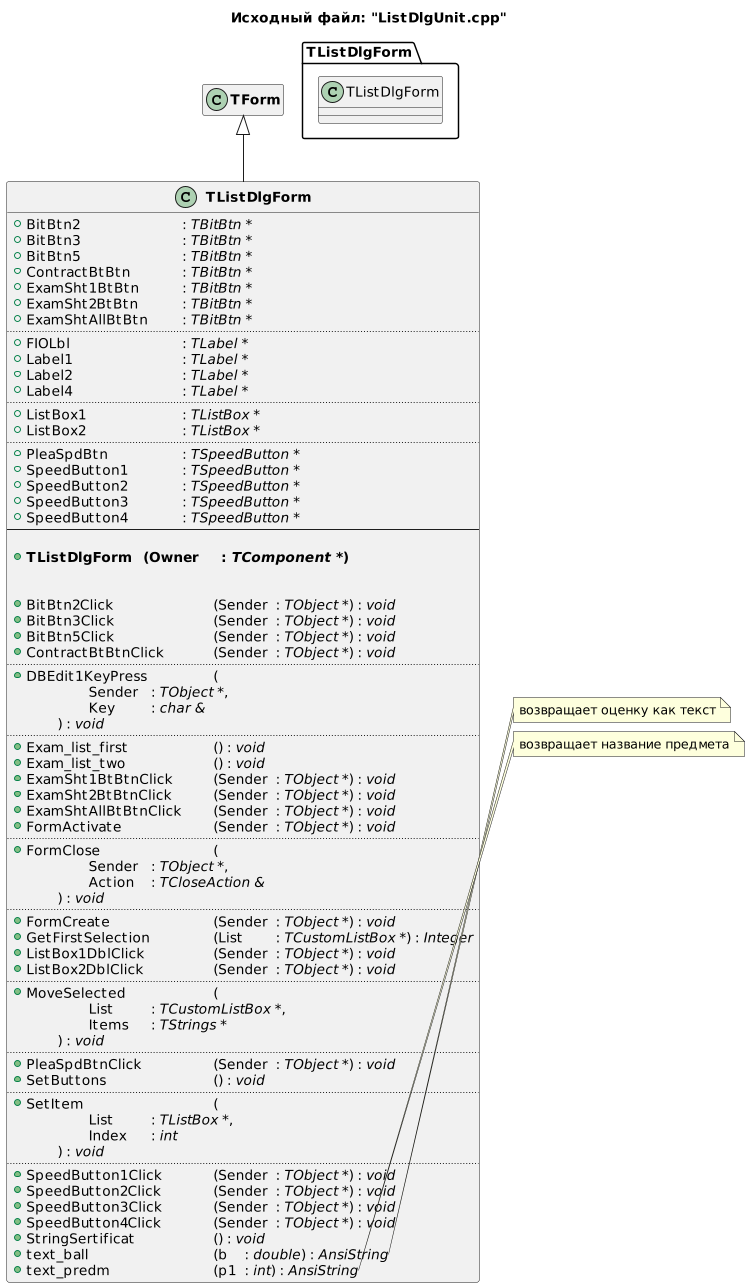 Исходный файл: "ListDlgUnit.cpp"
TListDlgForm
C TListDlgForm
C TForm
C TListDlgForm
BitBtn2 : TBitBtn *
BitBtn3 : TBitBtn *
BitBtn5 : TBitBtn *
ContractBtBtn : TBitBtn *
ExamSht1BtBtn : TBitBtn *
ExamSht2BtBtn : TBitBtn *
ExamShtAllBtBtn : TBitBtn *
FIOLbl : TLabel *
Label1 : TLabel *
Label2 : TLabel *
Label4 : TLabel *
ListBox1 : TListBox *
ListBox2 : TListBox *
PleaSpdBtn : TSpeedButton *
SpeedButton1 : TSpeedButton *
SpeedButton2 : TSpeedButton *
SpeedButton3 : TSpeedButton *
SpeedButton4 : TSpeedButton *
TListDlgForm (Owner : TComponent *)
BitBtn2Click (Sender : TObject *) : void
BitBtn3Click (Sender : TObject *) : void
BitBtn5Click (Sender : TObject *) : void
ContractBtBtnClick (Sender : TObject *) : void
DBEdit1KeyPress (
Sender : TObject *,
Key : char &
) : void
Exam_list_first () : void
Exam_list_two () : void
ExamSht1BtBtnClick (Sender : TObject *) : void
ExamSht2BtBtnClick (Sender : TObject *) : void
ExamShtAllBtBtnClick (Sender : TObject *) : void
FormActivate (Sender : TObject *) : void
FormClose (
Sender : TObject *,
Action : TCloseAction &
) : void
FormCreate (Sender : TObject *) : void
GetFirstSelection (List : TCustomListBox *) : Integer
ListBox1DblClick (Sender : TObject *) : void
ListBox2DblClick (Sender : TObject *) : void
MoveSelected (
List : TCustomListBox *,
Items : TStrings *
) : void
PleaSpdBtnClick (Sender : TObject *) : void
SetButtons () : void
SetItem (
List : TListBox *,
Index : int
) : void
SpeedButton1Click (Sender : TObject *) : void
SpeedButton2Click (Sender : TObject *) : void
SpeedButton3Click (Sender : TObject *) : void
SpeedButton4Click (Sender : TObject *) : void
StringSertificat () : void
text_ball (b : double) : AnsiString
text_predm (p1 : int) : AnsiString
возвращает оценку как текст
возвращает название предмета